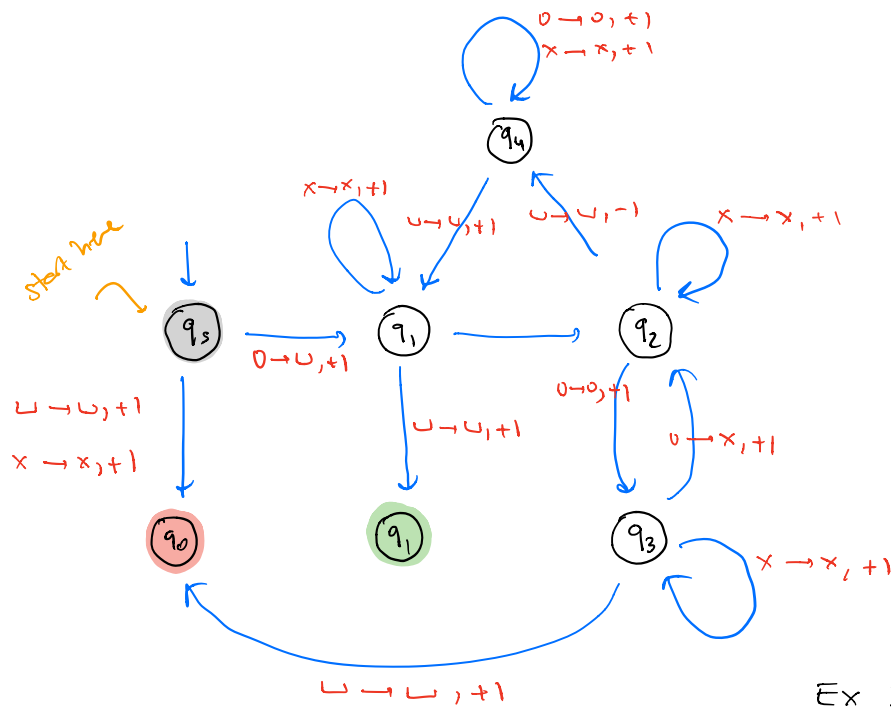 0 → 0, +1
x → x, +1
q4
x → x, +1
⊔ → ⊔, +1
⊔ → ⊔, -1
x → x, +1
start here
qs
q1
q2
0 → ⊔, +1
0 → 0, +1
⊔ → ⊔, +1
⊔ → ⊔, +1
0 → x, +1
x → x, +1
q0
q1
q3
x → x, +1
⊔ → ⊔, +1
Ex